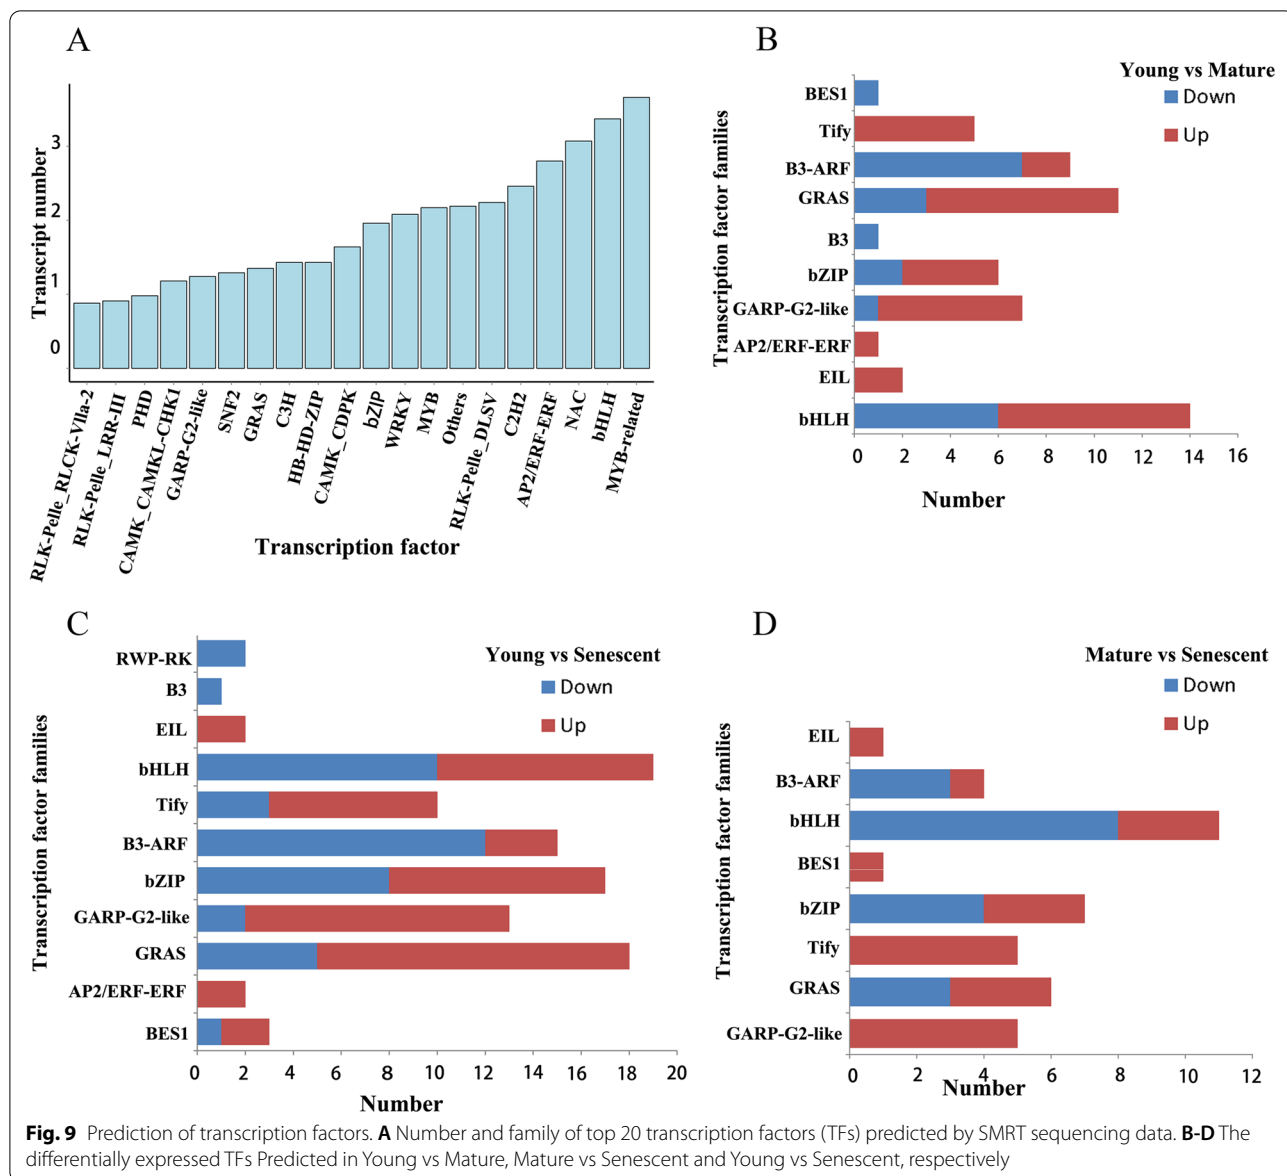 A
Transcript number
3
2
1
0
RLK-Pelle_RLCK-VIIa-2
RLK-Pelle_LRR-III
PHD
CAMK_CAMKL-CHK1
GARP-G2-like
SNF2
GRAS
C3H
HB-HD-ZIP
CAMK_CDPK
bZIP
WRKY
MYB
Others
RLK-Pelle_DLSV
C2H2
AP2/ERF-ERF
NAC
bHLH
MYB-related
Transcription factor
B
Young vs Mature
Down
Up
Transcription factor families
BES1
Tify
B3-ARF
GRAS
B3
bZIP
GARP-G2-like
AP2/ERF-ERF
EIL
bHLH
0 2 4 6 8 10 12 14 16
Number
C
Young vs Senescent
Down
Up
Transcription factor families
RWP-RK
B3
EIL
bHLH
Tify
B3-ARF
bZIP
GARP-G2-like
GRAS
AP2/ERF-ERF
BES1
0 2 4 6 8 10 12 14 16 18 20
Number
D
Mature vs Senescent
Down
Up
Transcription factor families
EIL
B3-ARF
bHLH
BES1
bZIP
Tify
GRAS
GARP-G2-like
0 2 4 6 8 10 12
Number
Fig. 9 Prediction of transcription factors. A Number and family of top 20 transcription factors (TFs) predicted by SMRT sequencing data. B-D The
differentially expressed TFs Predicted in Young vs Mature, Mature vs Senescent and Young vs Senescent, respectively